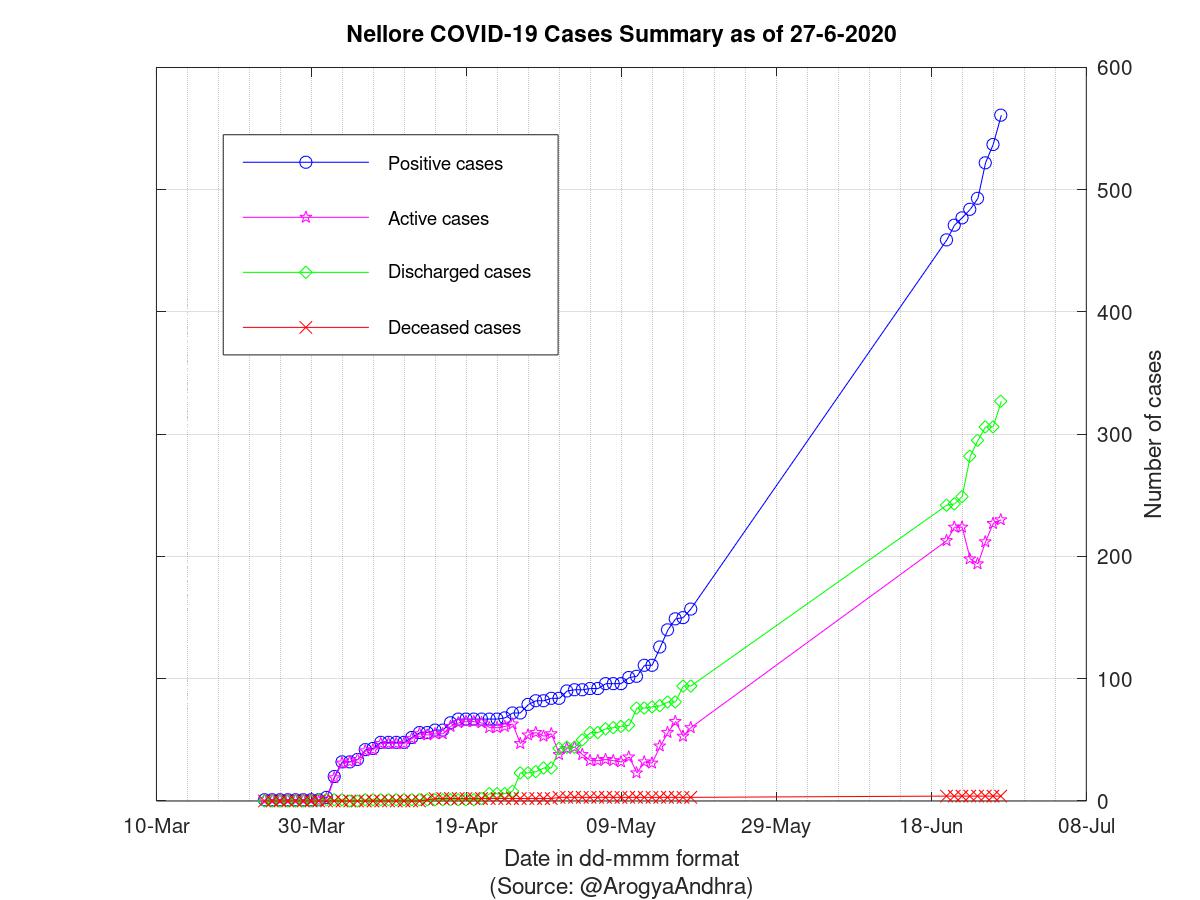 Nellore COVID-19 Cases Summary as of 27-6-2020
Positive cases
Active cases
Discharged cases
Deceased cases
600
500
400
300
200
100
0
Number of cases
10-Mar 30-Mar 19-Apr 09-May 29-May 18-Jun 08-Jul
Date in dd-mmm format
(Source: @ArogyaAndhra)